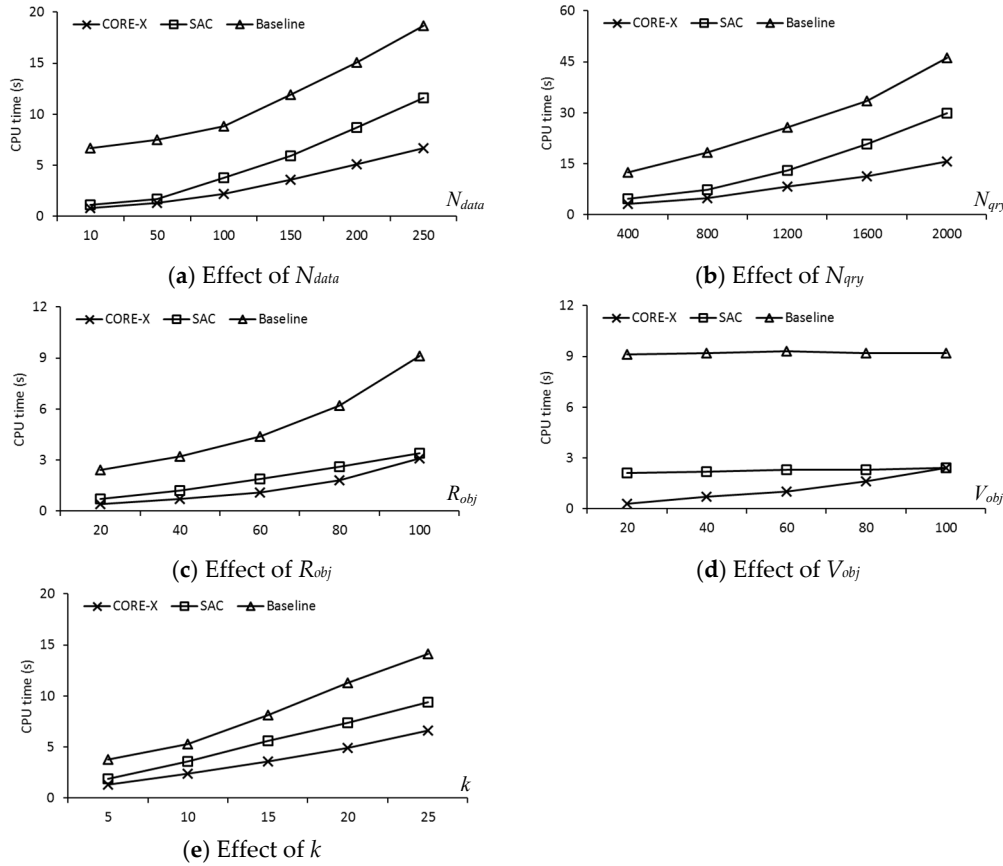 CORE-X SAC Baseline
CPU time (s)
20
15
10
5
0
10 50 100 150 200 250
N_data
(a) Effect of N_data
CORE-X SAC Baseline
CPU time (s)
60
45
30
15
0
400 800 1200 1600 2000
N_qry
(b) Effect of N_qry
CORE-X SAC Baseline
CPU time (s)
12
9
6
3
0
20 40 60 80 100
R_obj
(c) Effect of R_obj
CORE-X SAC Baseline
CPU time (s)
12
9
6
3
0
20 40 60 80 100
V_obj
(d) Effect of V_obj
CORE-X SAC Baseline
CPU time (s)
20
15
10
5
0
5 10 15 20 25
k
(e) Effect of k